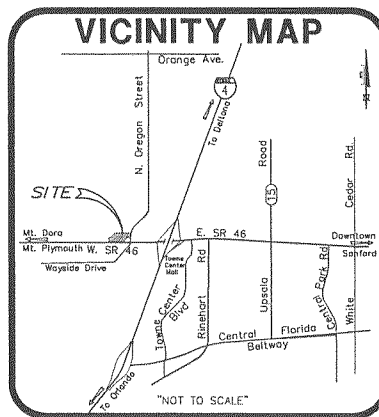 VICINITY MAP
Orange Ave.
N. Oregon Street
4
To Deltona
Road
15
Cedar Rd.
SITE
Mt. Dora
Mt. Plymouth
W. SR 46
E. SR 46
Downtown
Sanford
Wayside Drive
Towne Center Mall
Towne Center Blvd
Rinehart Rd
Upsala
Central Park Rd
White
Central Florida
Beltway
To Orlando
"NOT TO SCALE"